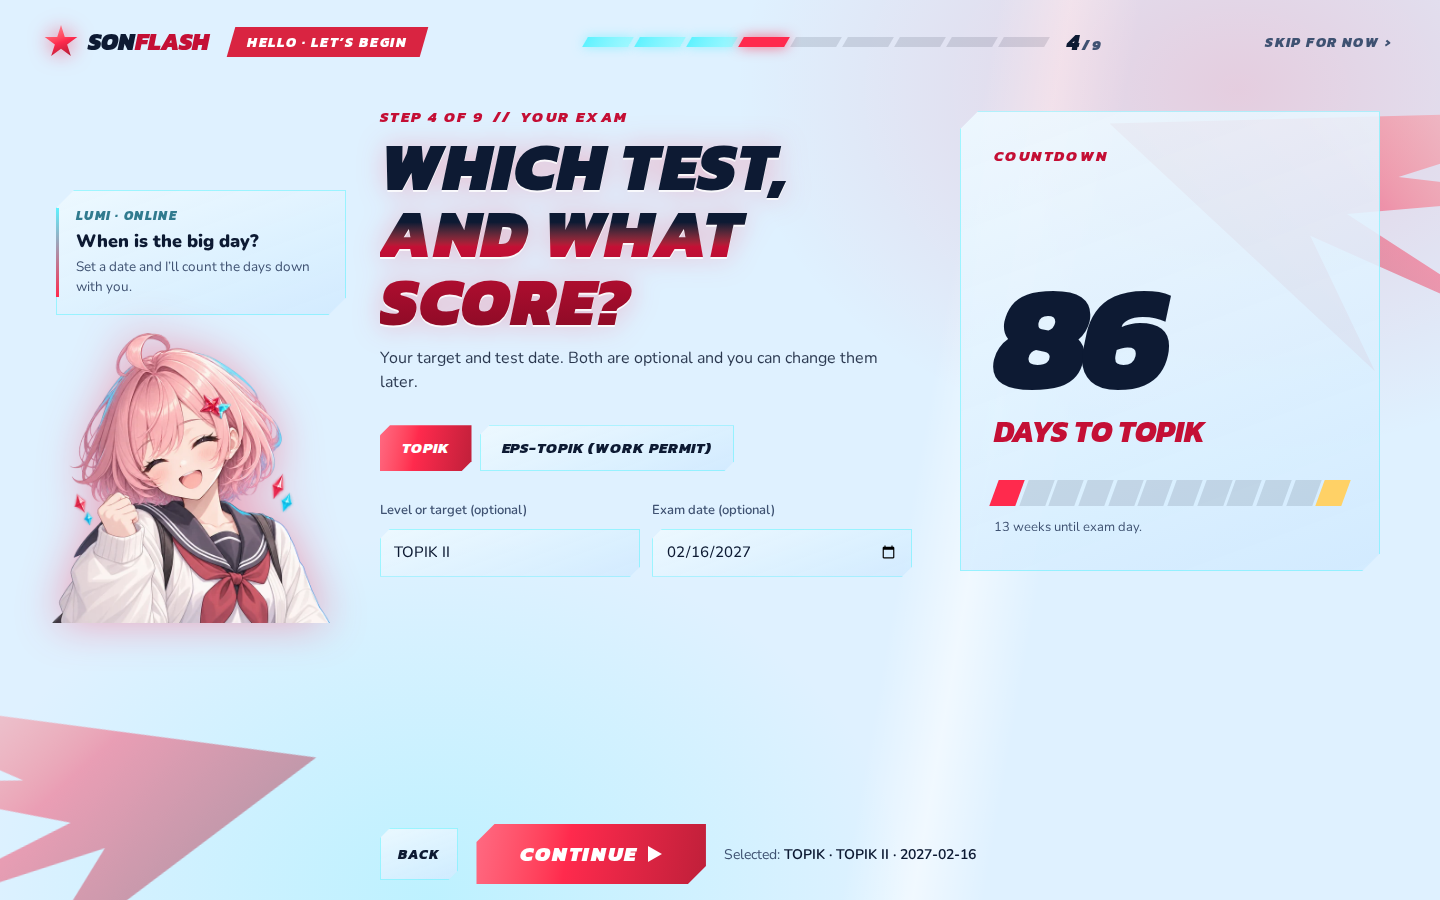 SONFLASH
HELLO · LET'S BEGIN
4/9
SKIP FOR NOW >
LUMI · ONLINE
When is the big day?
Set a date and I'll count the days down
with you.
STEP 4 OF 9 // YOUR EXAM
WHICH TEST,
AND WHAT
SCORE?
Your target and test date. Both are optional and you can change them
later.
TOPIK
EPS-TOPIK (WORK PERMIT)
Level or target (optional)
Exam date (optional)
TOPIK II
02/16/2027
COUNTDOWN
86
DAYS TO TOPIK
13 weeks until exam day.
BACK
CONTINUE ▶
Selected: TOPIK · TOPIK II · 2027-02-16